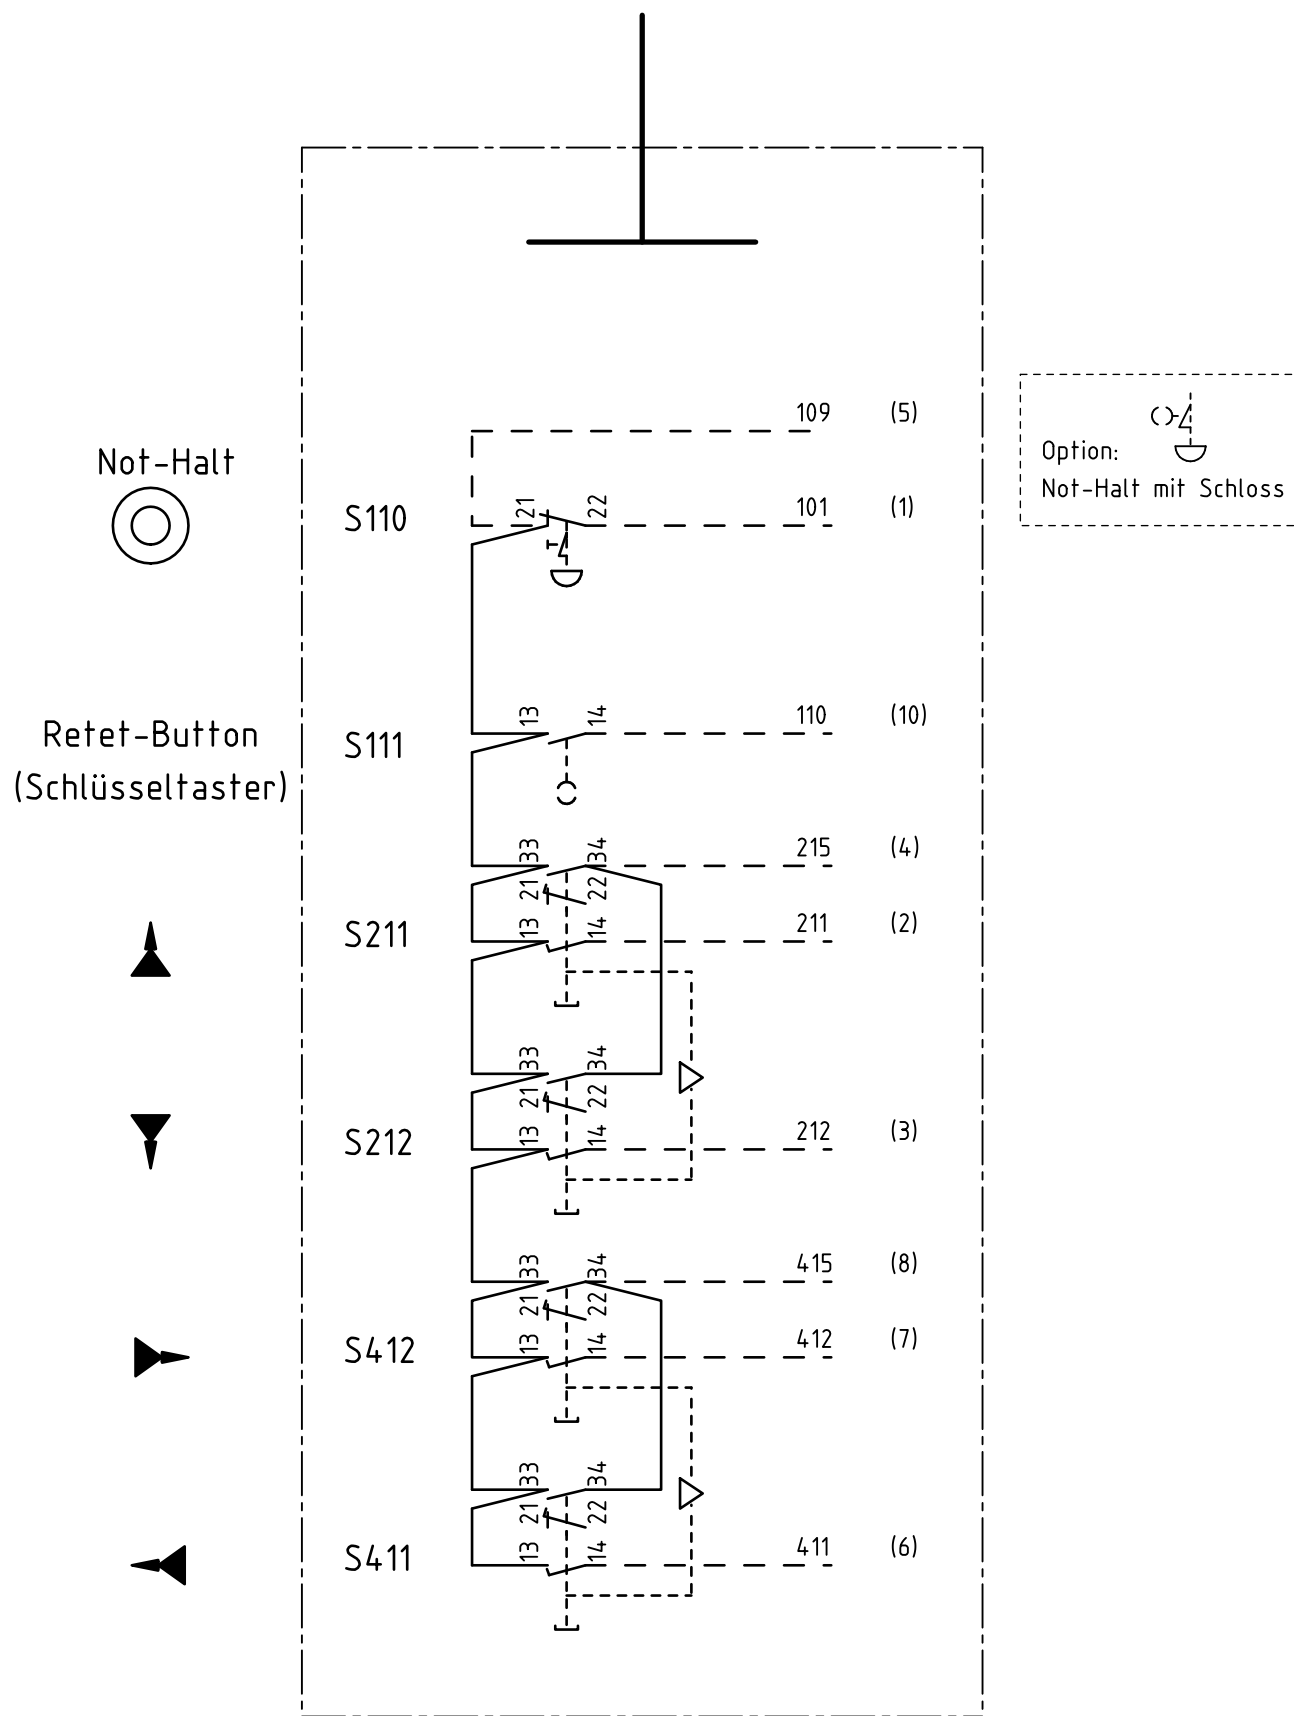 109 (5)
Option:
Not-Halt mit Schloss
Not-Halt
S110 21 22 101 (1)
Retet-Button
(Schlüsseltaster)
S111 13 14 110 (10)
33 34 215 (4)
21 22
S211 13 14 211 (2)
33 34
21 22
S212 13 14 212 (3)
33 34 415 (8)
21 22
S412 13 14 412 (7)
33 34
21 22
S411 13 14 411 (6)